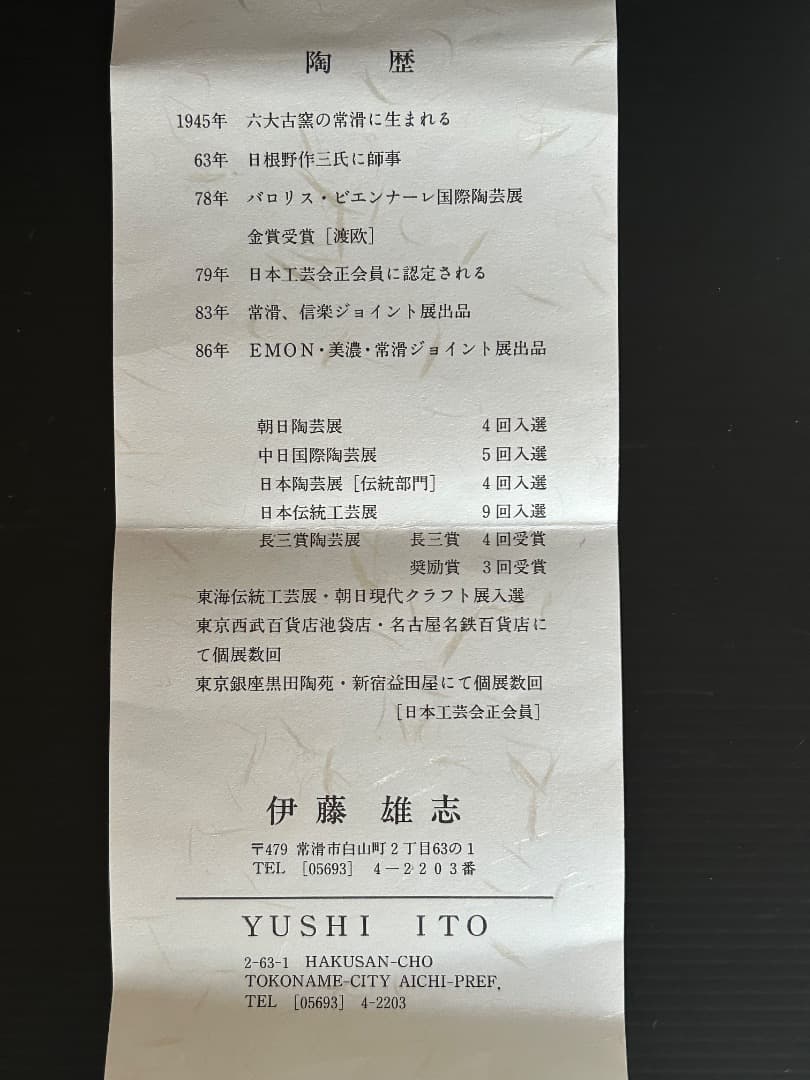 陶 歴
1945年 六大古窯の常滑に生まれる
63年 日根野作三氏に師事
78年 バロリス・ビエンナーレ国際陶芸展
金賞受賞［渡欧］
79年 日本工芸会正会員に認定される
83年 常滑、信楽ジョイント展出品
86年 EMON・美濃・常滑ジョイント展出品
朝日陶芸展 4回入選
中日国際陶芸展 5回入選
日本陶芸展［伝統部門］ 4回入選
日本伝統工芸展 9回入選
長三賞陶芸展 長三賞 4回受賞
奨励賞 3回受賞
東海伝統工芸展・朝日現代クラフト展入選
東京西武百貨店池袋店・名古屋名鉄百貨店に
て個展数回
東京銀座黒田陶苑・新宿益田屋にて個展数回
［日本工芸会正会員］
伊藤 雄志
〒479 常滑市白山町2丁目63の1
TEL ［05693］ 4－2203番
YUSHI ITO
2-63-1 HAKUSAN-CHO
TOKONAME-CITY AICHI-PREF,
TEL ［05693］ 4-2203